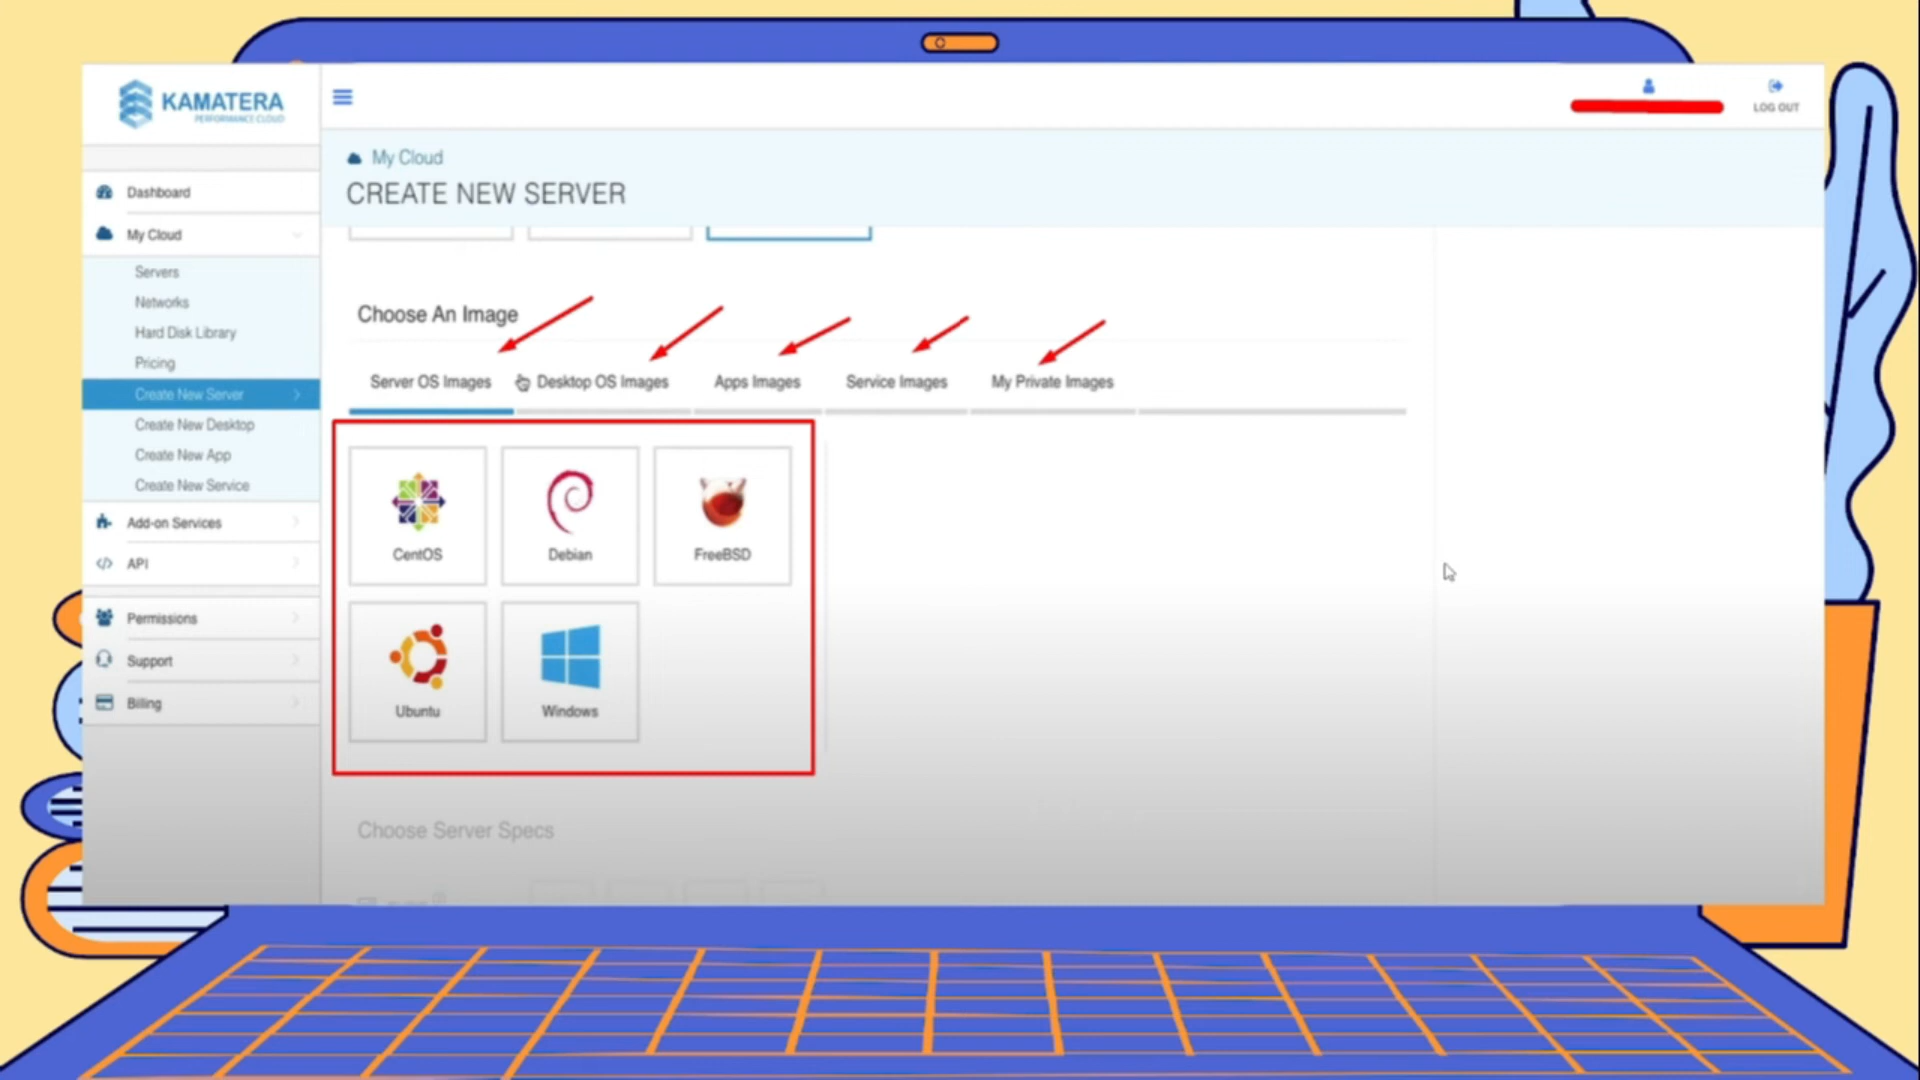 KAMATERA
PERFORMANCE CLOUD
LOG OUT
My Cloud
CREATE NEW SERVER
Dashboard
My Cloud
Servers
Networks
Hard Disk Library
Pricing
Create New Server
Create New Desktop
Create New App
Create New Service
Add-on Services
API
Permissions
Support
Billing
Choose An Image
Server OS Images
Desktop OS Images
Apps Images
Service Images
My Private Images
CentOS
Debian
FreeBSD
Ubuntu
Windows
Choose Server Specs